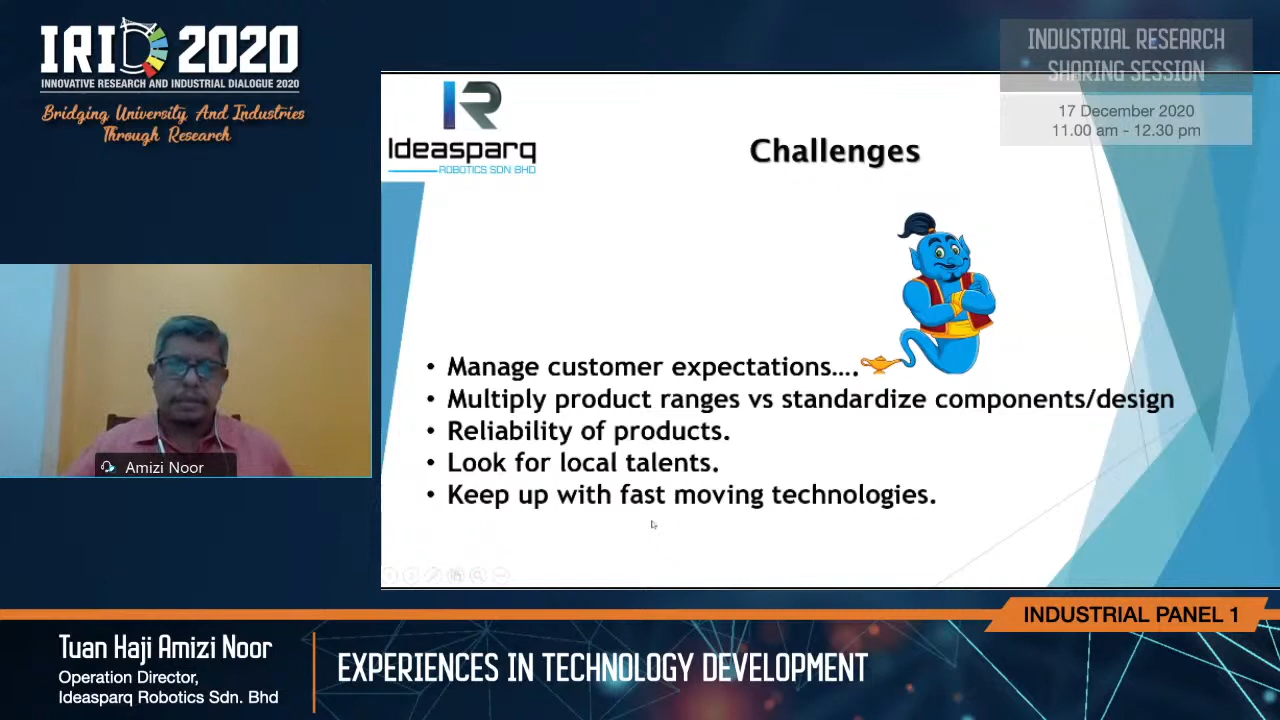 IRID 2020
INNOVATIVE RESEARCH AND INDUSTRIAL DIALOGUE 2020
Bridging University And Industries
Through Research
INDUSTRIAL RESEARCH
SHARING SESSION
17 December 2020
11.00 am - 12.30 pm
IR
Ideasparq
ROBOTICS SDN BHD
Challenges
• Manage customer expectations….
• Multiply product ranges vs standardize components/design
• Reliability of products.
• Look for local talents.
• Keep up with fast moving technologies.
Amizi Noor
INDUSTRIAL PANEL 1
Tuan Haji Amizi Noor
Operation Director,
Ideasparq Robotics Sdn. Bhd
EXPERIENCES IN TECHNOLOGY DEVELOPMENT